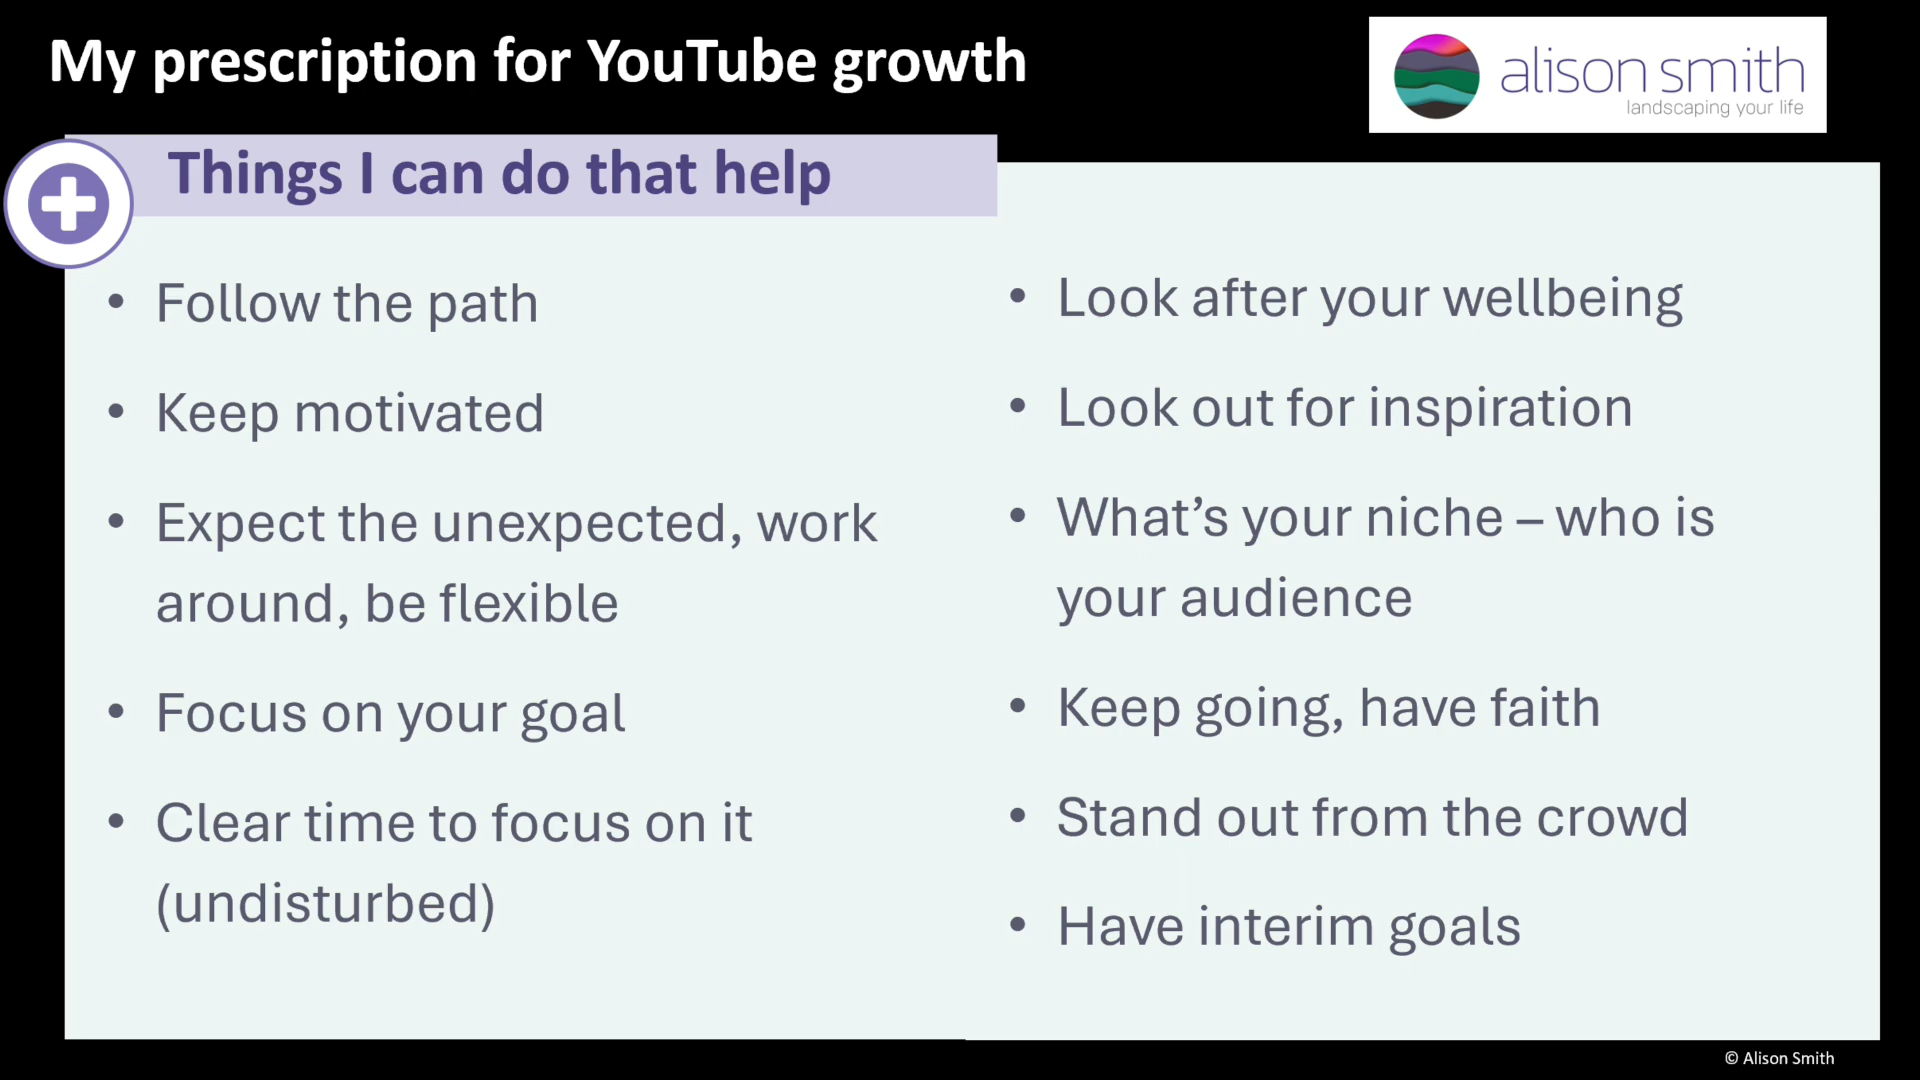 My prescription for YouTube growth
alison smith
landscaping your life
Things I can do that help
• Follow the path
• Keep motivated
• Expect the unexpected, work
around, be flexible
• Focus on your goal
• Clear time to focus on it
(undisturbed)
• Look after your wellbeing
• Look out for inspiration
• What’s your niche – who is
your audience
• Keep going, have faith
• Stand out from the crowd
• Have interim goals
© Alison Smith